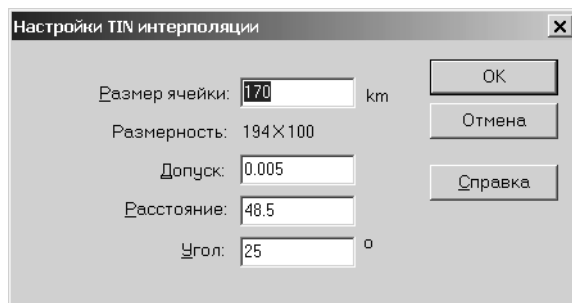 Настройки TIN интерполяции
Размер ячейки: 170 km
Размерность: 194×100
Допуск: 0.005
Расстояние: 48.5
Угол: 25 °
OK
Отмена
Справка